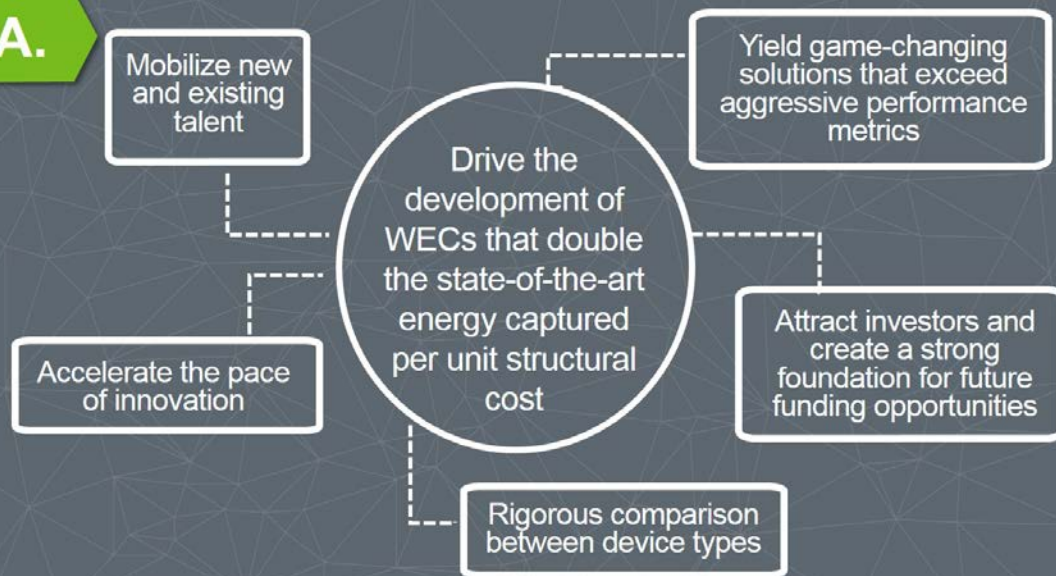 A.
Mobilize new
and existing
talent
Yield game-changing
solutions that exceed
aggressive performance
metrics
Drive the
development of
WECs that double
the state-of-the-art
energy captured
per unit structural
cost
Accelerate the pace
of innovation
Attract investors and
create a strong
foundation for future
funding opportunities
Rigorous comparison
between device types